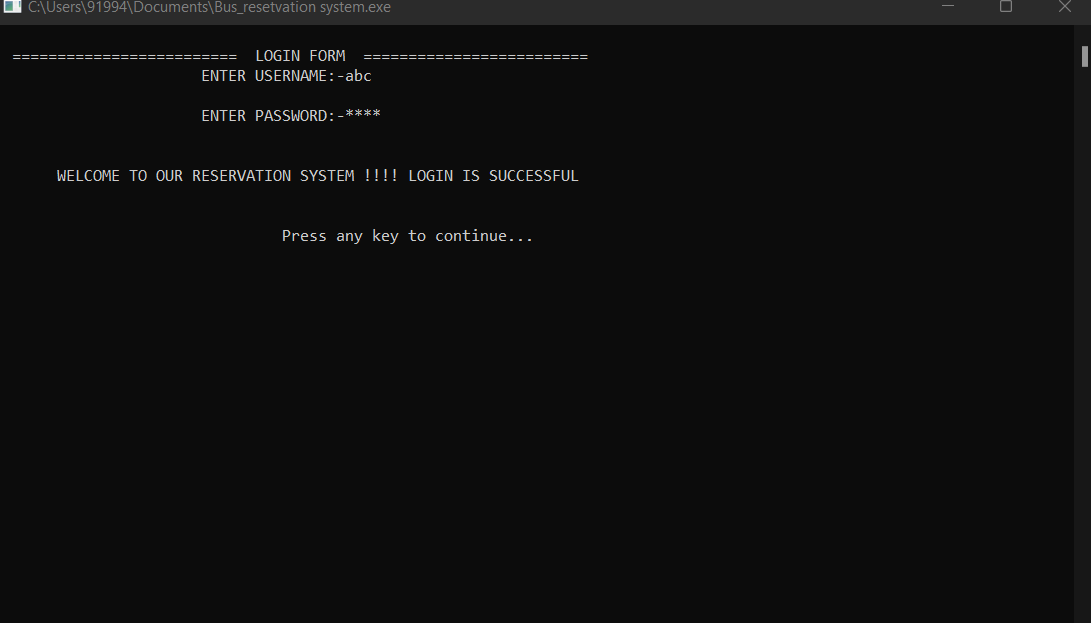 C:\Users\91994\Documents\Bus_resetvation system.exe
========================= LOGIN FORM =========================
ENTER USERNAME:-abc
ENTER PASSWORD:-****
WELCOME TO OUR RESERVATION SYSTEM !!!! LOGIN IS SUCCESSFUL
Press any key to continue...